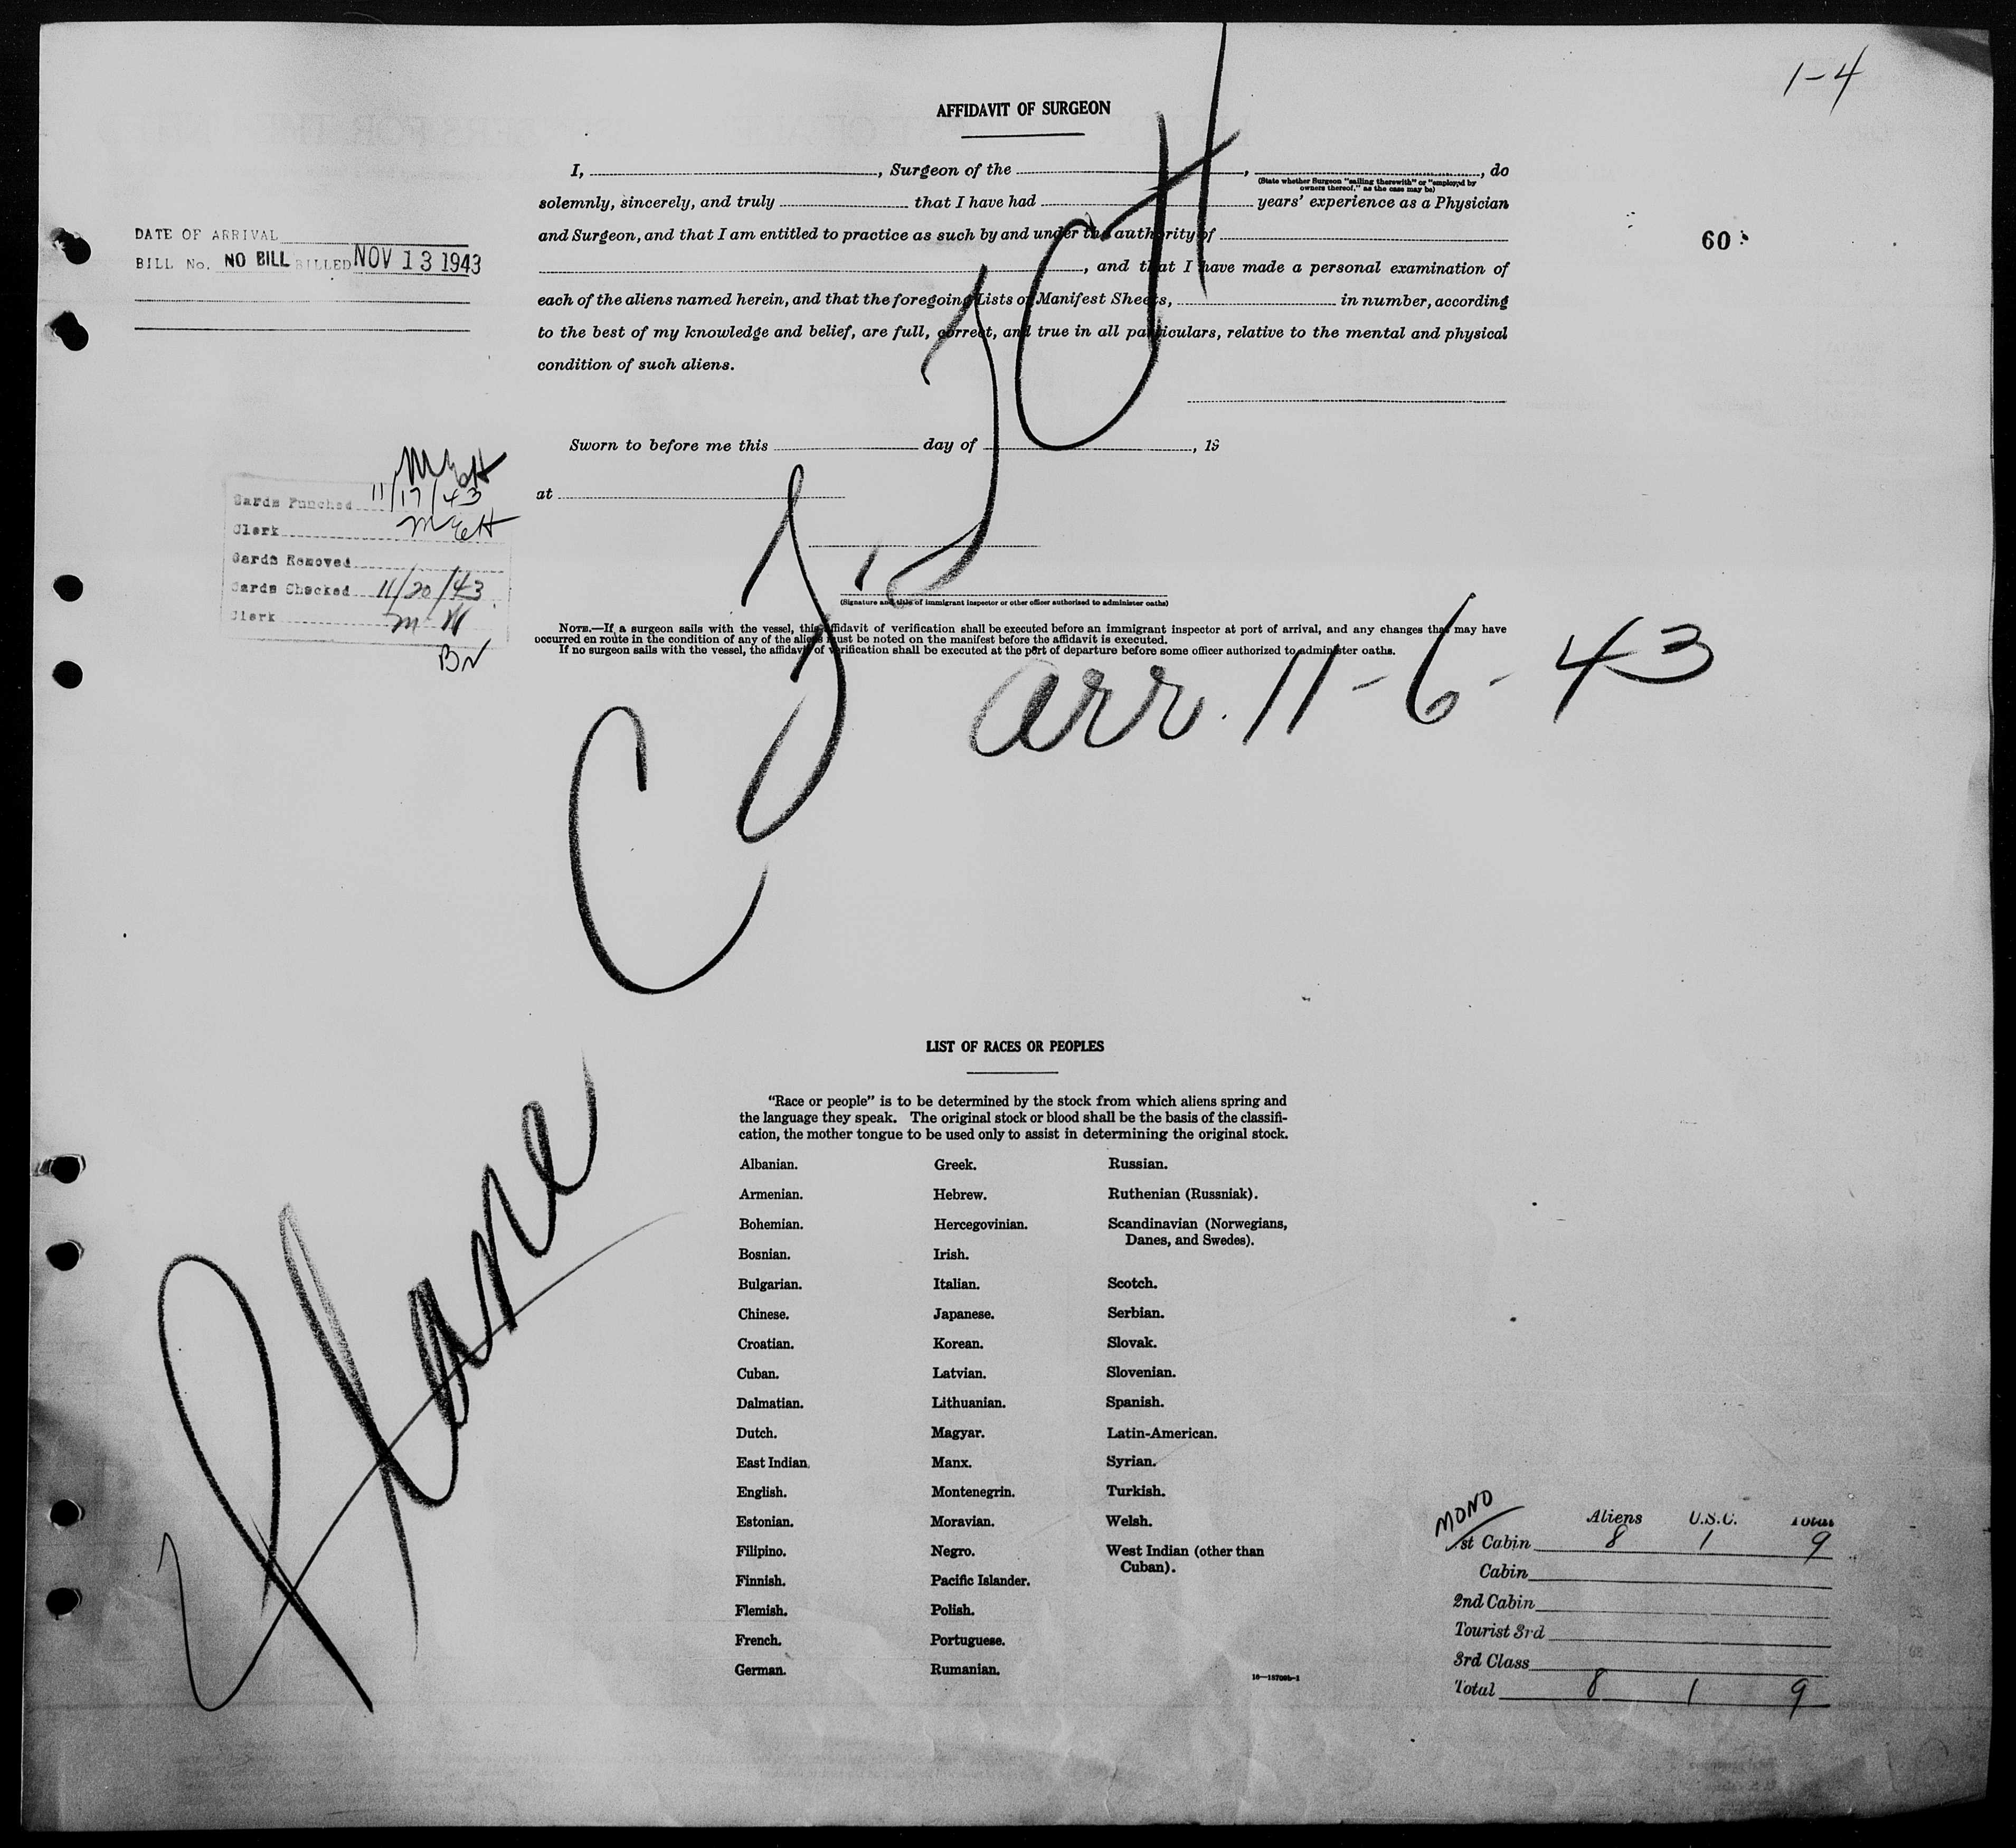 1-4
AFFIDAVIT OF SURGEON
I, , Surgeon of the , , do
(State whether Surgeon "sailing therewith" or "employed by
owners thereof," as the case may be)
solemnly, sincerely, and truly that I have had years' experience as a Physician
and Surgeon, and that I am entitled to practice as such by and under the authority of
, and that I have made a personal examination of
each of the aliens named herein, and that the foregoing Lists or Manifest Sheets, in number, according
to the best of my knowledge and belief, are full, correct, and true in all particulars, relative to the mental and physical
condition of such aliens.
Sworn to before me this day of , 19
at
(Signature and title of immigrant inspector or other officer authorized to administer oaths)
NOTE.—If a surgeon sails with the vessel, this affidavit of verification shall be executed before an immigrant inspector at port of arrival, and any changes that may have
occurred en route in the condition of any of the aliens must be noted on the manifest before the affidavit is executed.
If no surgeon sails with the vessel, the affidavit of verification shall be executed at the port of departure before some officer authorized to administer oaths.
DATE OF ARRIVAL
BILL No. NO BILL BILLED NOV 13 1943
60
Cards Punched 11/17/43
Clerk
Cards Removed
Cards Checked 11/20/43
Clerk
BN
arr. 11-6-43
Plane
LIST OF RACES OR PEOPLES
"Race or people" is to be determined by the stock from which aliens spring and
the language they speak. The original stock or blood shall be the basis of the classifi-
cation, the mother tongue to be used only to assist in determining the original stock.
Albanian. Greek. Russian.
Armenian. Hebrew. Ruthenian (Russniak).
Bohemian. Hercegovinian. Scandinavian (Norwegians,
Danes, and Swedes).
Bosnian. Irish.
Bulgarian. Italian. Scotch.
Chinese. Japanese. Serbian.
Croatian. Korean. Slovak.
Cuban. Latvian. Slovenian.
Dalmatian. Lithuanian. Spanish.
Dutch. Magyar. Latin-American.
East Indian. Manx. Syrian.
English. Montenegrin. Turkish.
Estonian. Moravian. Welsh.
Filipino. Negro. West Indian (other than
Cuban).
Finnish. Pacific Islander.
Flemish. Polish.
French. Portuguese.
German. Rumanian.
MONO
Aliens U.S.C. Total
1st Cabin 8 1 9
Cabin
2nd Cabin
Tourist 3rd
3rd Class
Total 8 1 9